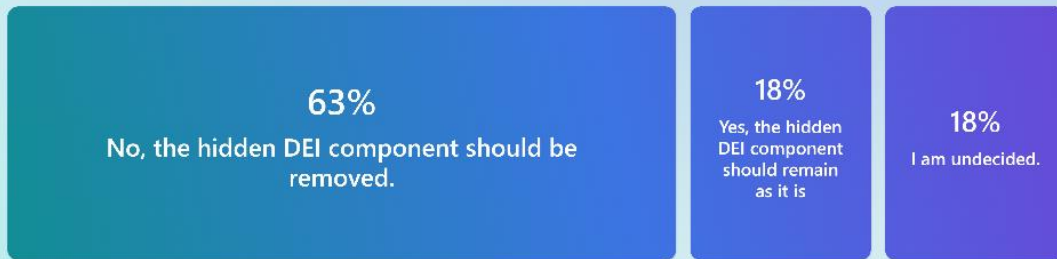 63%
No, the hidden DEI component should be
removed.
18%
Yes, the hidden
DEI component
should remain
as it is
18%
I am undecided.